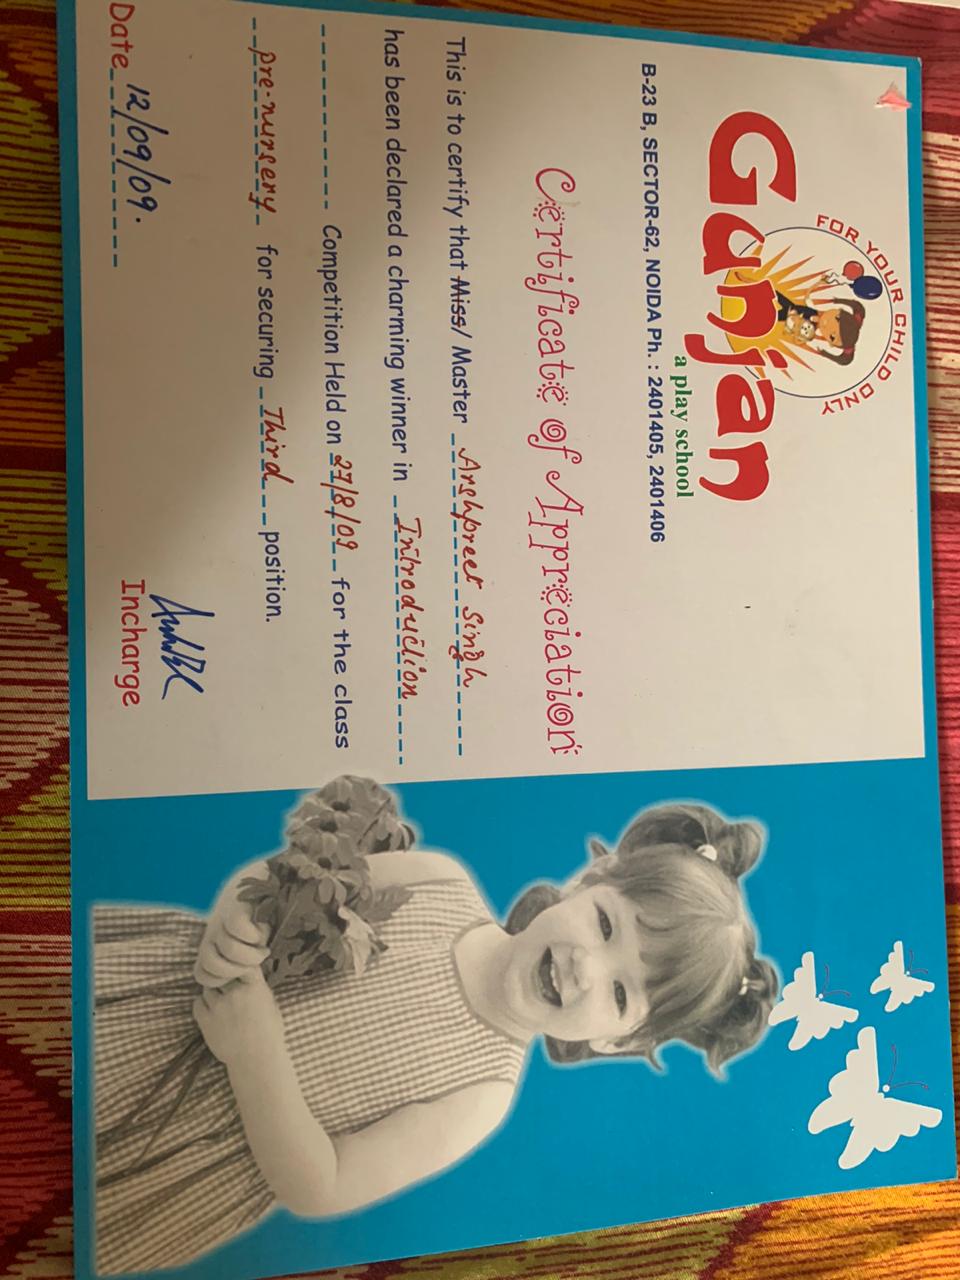 FOR YOUR CHILD ONLY
Gunjan
a play school
B-23 B, SECTOR-62, NOIDA Ph. : 2401405, 2401406
Certificate of Appreciation
This is to certify that Miss/ Master Arshpreet Singh
has been declared a charming winner in Introduction
Competition Held on 27/8/09 for the class
pre-nursery for securing Third position.
Date 12/09/09.
Incharge